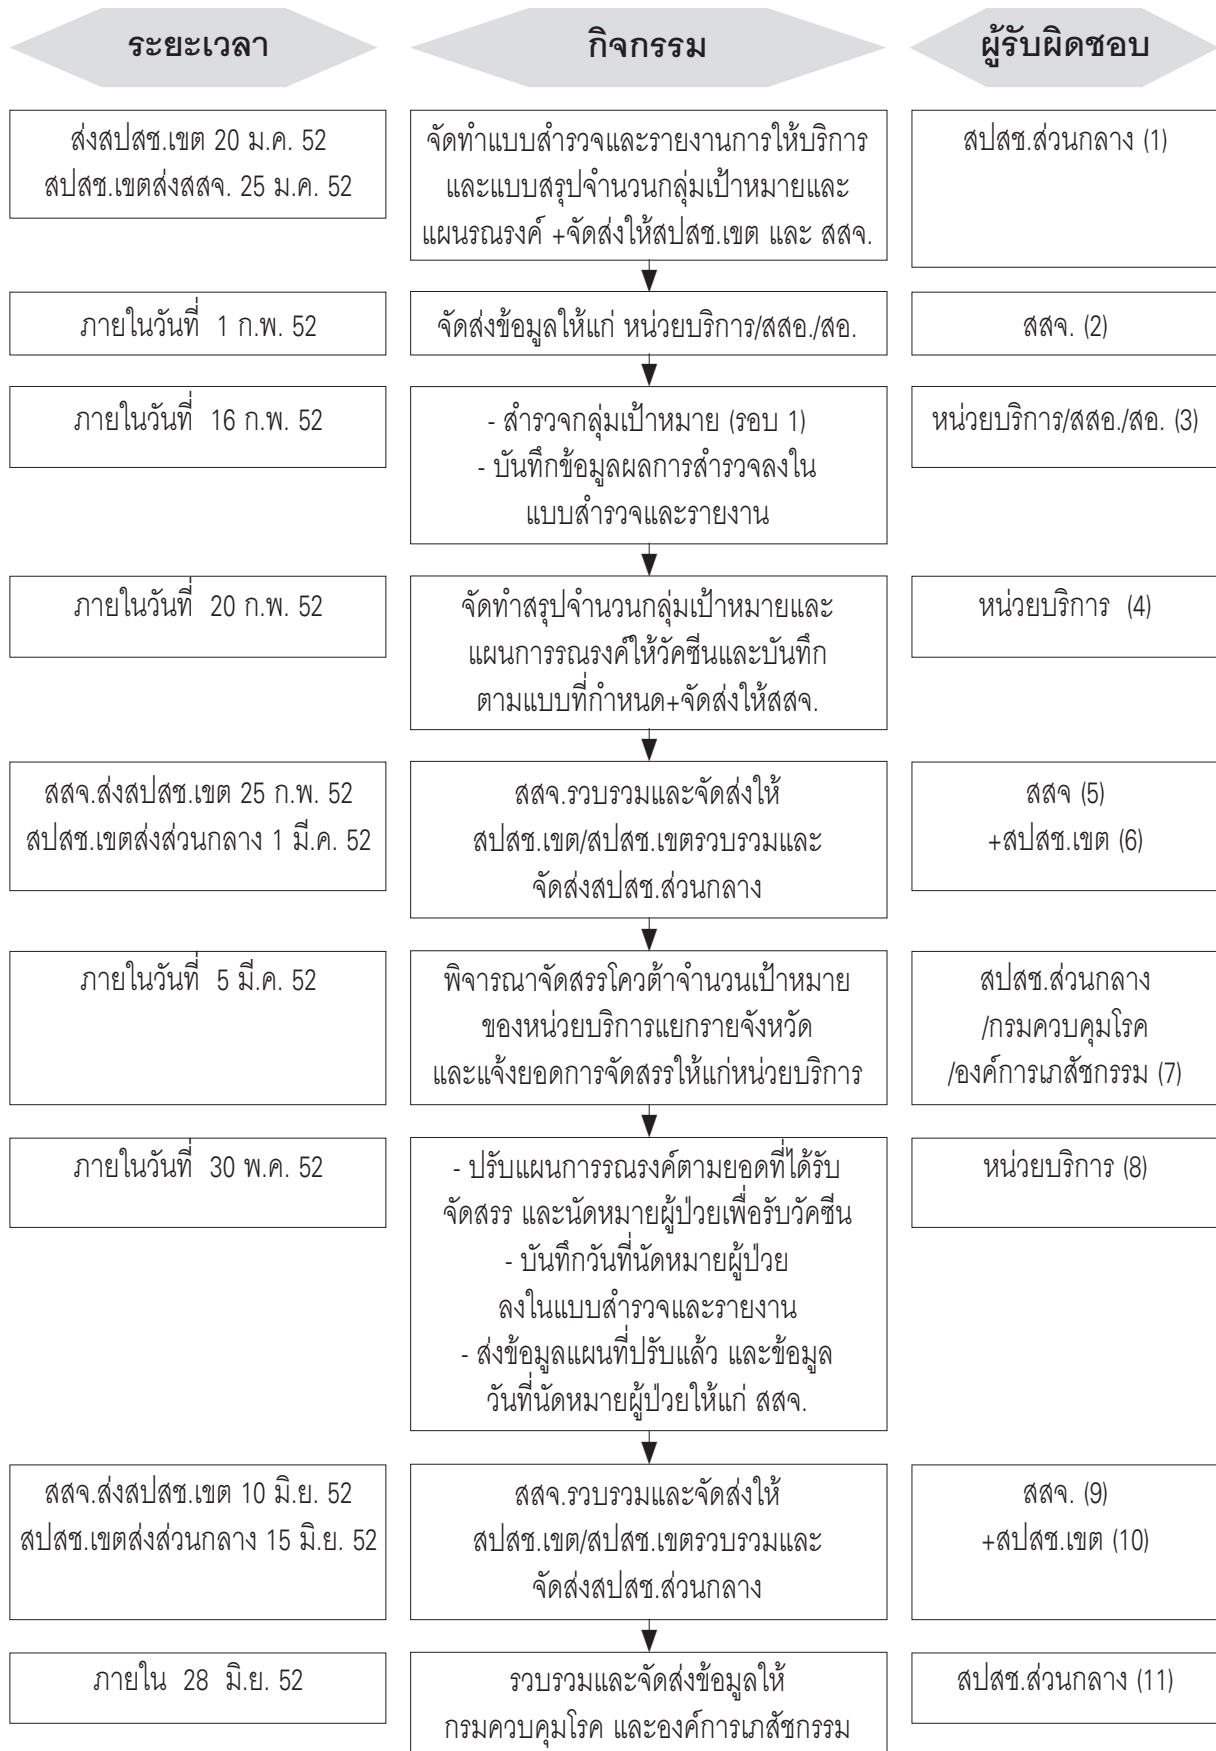 ระยะเวลา
กิจกรรม
ผู้รับผิดชอบ
ส่งสปสช.เขต 20 ม.ค. 52
สปสช.เขตส่งสสจ. 25 ม.ค. 52
จัดทำแบบสำรวจและรายงานการให้บริการ
และแบบสรุปจำนวนกลุ่มเป้าหมายและ
แผนรณรงค์ +จัดส่งให้สปสช.เขต และ สสจ.
สปสช.ส่วนกลาง (1)
ภายในวันที่ 1 ก.พ. 52
จัดส่งข้อมูลให้แก่ หน่วยบริการ/สสอ./สอ.
สสจ. (2)
ภายในวันที่ 16 ก.พ. 52
- สำรวจกลุ่มเป้าหมาย (รอบ 1)
- บันทึกข้อมูลผลการสำรวจลงใน
แบบสำรวจและรายงาน
หน่วยบริการ/สสอ./สอ. (3)
ภายในวันที่ 20 ก.พ. 52
จัดทำสรุปจำนวนกลุ่มเป้าหมายและ
แผนการรณรงค์ให้วัคซีนและบันทึก
ตามแบบที่กำหนด+จัดส่งให้สสจ.
หน่วยบริการ (4)
สสจ.ส่งสปสช.เขต 25 ก.พ. 52
สปสช.เขตส่งส่วนกลาง 1 มี.ค. 52
สสจ.รวบรวมและจัดส่งให้
สปสช.เขต/สปสช.เขตรวบรวมและ
จัดส่งสปสช.ส่วนกลาง
สสจ (5)
+สปสช.เขต (6)
ภายในวันที่ 5 มี.ค. 52
พิจารณาจัดสรรโควต้าจำนวนเป้าหมาย
ของหน่วยบริการแยกรายจังหวัด
และแจ้งยอดการจัดสรรให้แก่หน่วยบริการ
สปสช.ส่วนกลาง
/กรมควบคุมโรค
/องค์การเภสัชกรรม (7)
ภายในวันที่ 30 พ.ค. 52
- ปรับแผนการรณรงค์ตามยอดที่ได้รับ
จัดสรร และนัดหมายผู้ป่วยเพื่อรับวัคซีน
- บันทึกวันที่นัดหมายผู้ป่วย
ลงในแบบสำรวจและรายงาน
- ส่งข้อมูลแผนที่ปรับแล้ว และข้อมูล
วันที่นัดหมายผู้ป่วยให้แก่ สสจ.
หน่วยบริการ (8)
สสจ.ส่งสปสช.เขต 10 มิ.ย. 52
สปสช.เขตส่งส่วนกลาง 15 มิ.ย. 52
สสจ.รวบรวมและจัดส่งให้
สปสช.เขต/สปสช.เขตรวบรวมและ
จัดส่งสปสช.ส่วนกลาง
สสจ. (9)
+สปสช.เขต (10)
ภายใน 28 มิ.ย. 52
รวบรวมและจัดส่งข้อมูลให้
กรมควบคุมโรค และองค์การเภสัชกรรม
สปสช.ส่วนกลาง (11)